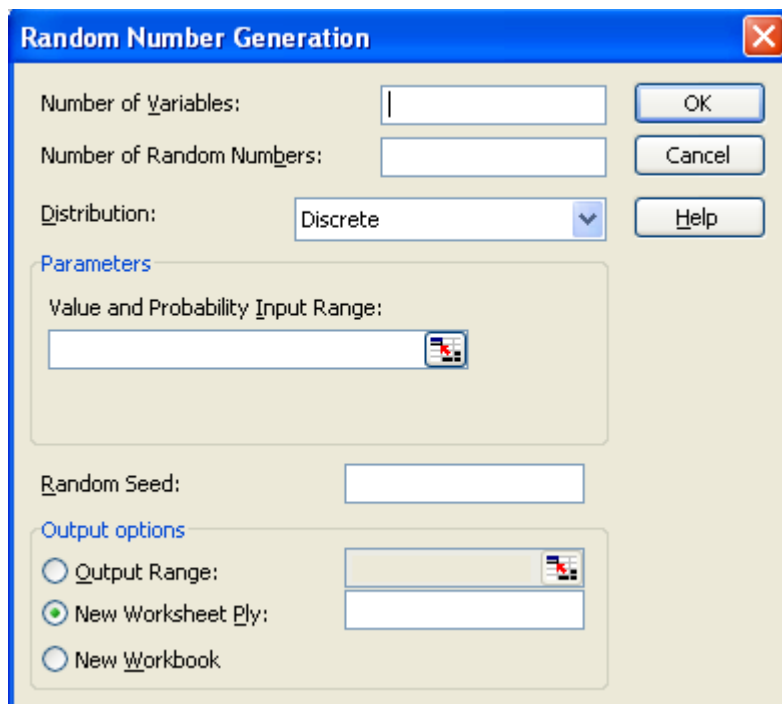 Random Number Generation
Number of Variables:
OK
Number of Random Numbers:
Cancel
Distribution:
Discrete
Help
Parameters
Value and Probability Input Range:
Random Seed:
Output options
Output Range:
New Worksheet Ply:
New Workbook